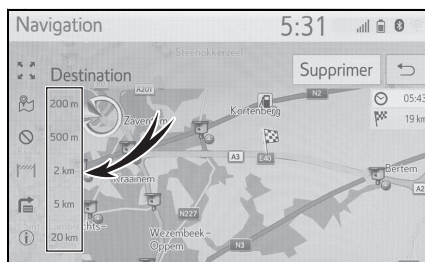 Navigation 5:31
Steenokkerzeel
Destination Supprimer
A201 N2 05:43
200 m
Kortenberg
19 km
500 m
A3 E40
2 km
Kraainem Bertem
5 km
N227
20 km
Wezembeek-
Oppem
N3